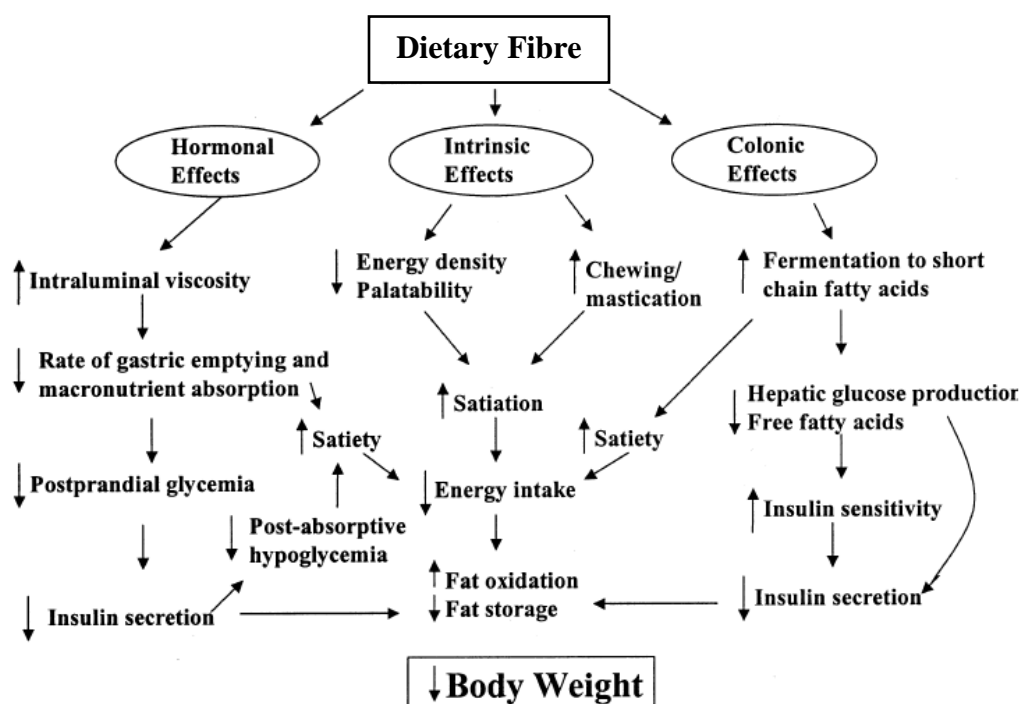 Dietary Fibre
Hormonal
Effects
Intrinsic
Effects
Colonic
Effects
↑ Intraluminal viscosity
↓ Rate of gastric emptying and
macronutrient absorption
↓ Postprandial glycemia
↓ Insulin secretion
↓ Post-absorptive
hypoglycemia
↑ Satiety
↓ Energy density
Palatability
↑ Chewing/
mastication
↑ Satiation
↓ Energy intake
↑ Fat oxidation
↓ Fat storage
↑ Fermentation to short
chain fatty acids
↑ Satiety
↓ Hepatic glucose production
Free fatty acids
↑ Insulin sensitivity
↓ Insulin secretion
↓ Body Weight